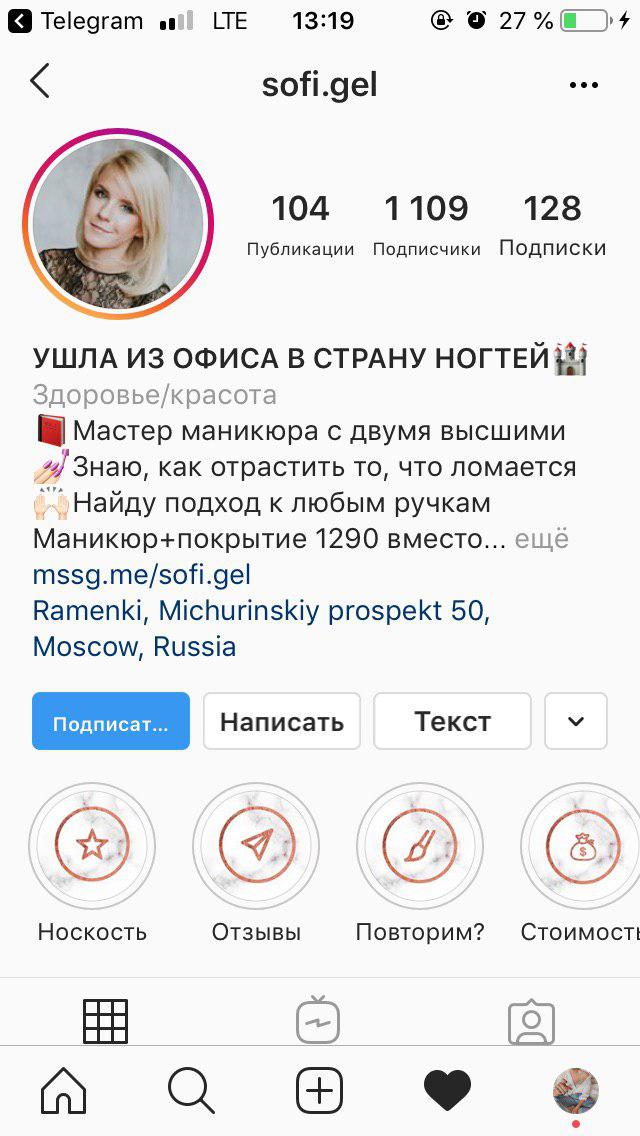 Telegram LTE 13:19 27 %
sofi.gel
104 1 109 128
Публикации Подписчики Подписки
УШЛА ИЗ ОФИСА В СТРАНУ НОГТЕЙ🏰
Здоровье/красота
📕Мастер маникюра с двумя высшими
💅🏻Знаю, как отрастить то, что ломается
🙌🏻Найду подход к любым ручкам
Маникюр+покрытие 1290 вместо... ещё
mssg.me/sofi.gel
Ramenki, Michurinskiy prospekt 50,
Moscow, Russia
Подписат... Написать Текст
Носкость Отзывы Повторим? Стоимость